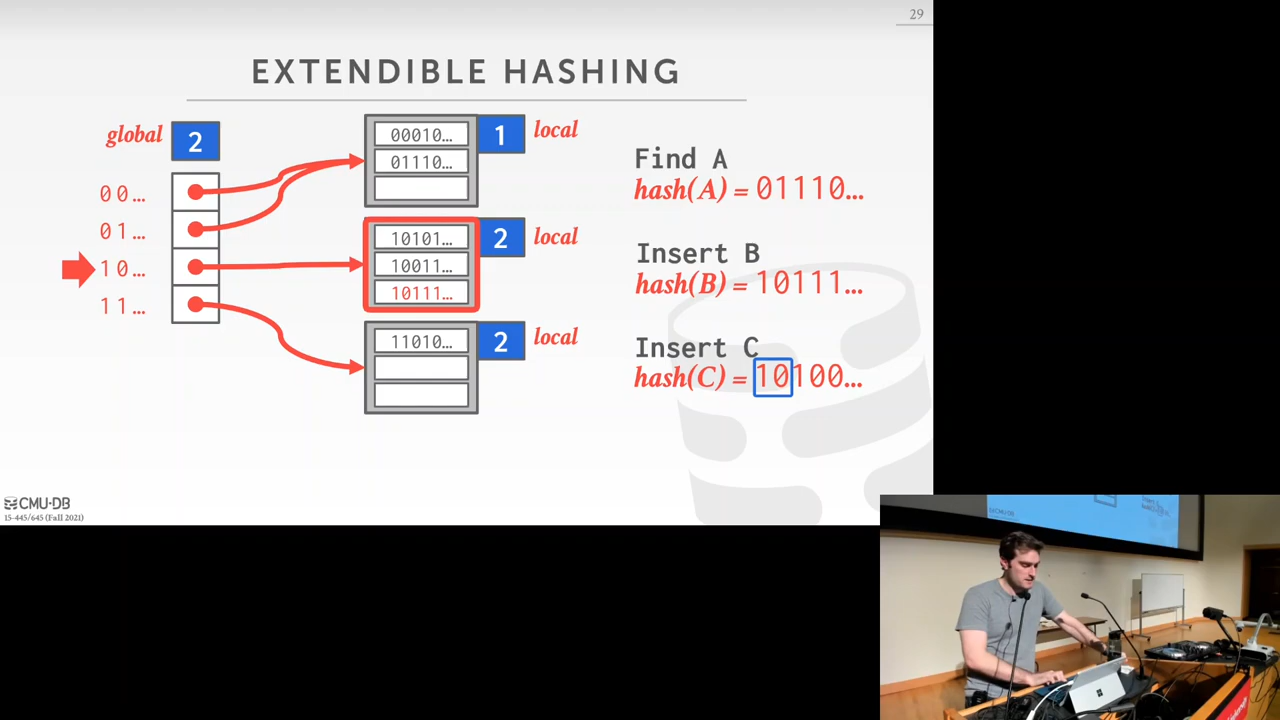 29
EXTENDIBLE HASHING
global 2
00…
01…
10…
11…
00010…
01110…
1 local
10101…
10011…
10111…
2 local
11010…
2 local
Find A
hash(A) = 01110…
Insert B
hash(B) = 10111…
Insert C
hash(C) = 10100…
CMU·DB
15-445/645 (Fall 2021)